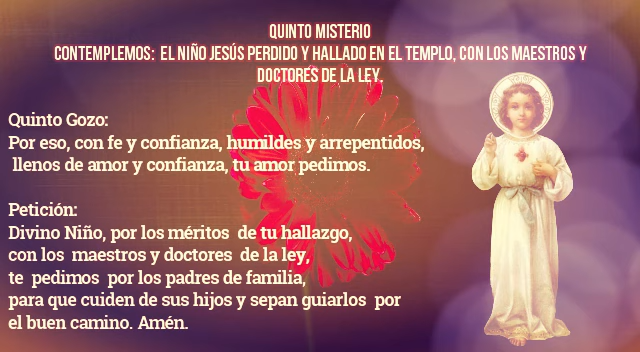 QUINTO MISTERIO
CONTEMPLEMOS: EL NIÑO JESÚS PERDIDO Y HALLADO EN EL TEMPLO, CON LOS MAESTROS Y
DOCTORES DE LA LEY.
Quinto Gozo:
Por eso, con fe y confianza, humildes y arrepentidos,
llenos de amor y confianza, tu amor pedimos.
Petición:
Divino Niño, por los méritos de tu hallazgo,
con los maestros y doctores de la ley,
te pedimos por los padres de familia,
para que cuiden de sus hijos y sepan guiarlos por
el buen camino. Amén.